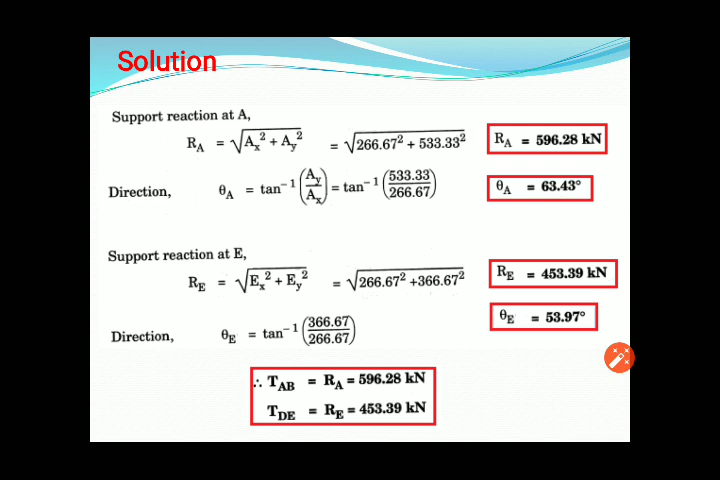 Solution
Support reaction at A,
R_A = √(A_x² + A_y²) = √(266.67² + 533.33²) R_A = 596.28 kN
Direction, θ_A = tan⁻¹(A_y/A_x) = tan⁻¹(533.33/266.67) θ_A = 63.43°
Support reaction at E,
R_E = √(E_x² + E_y²) = √(266.67² +366.67²) R_E = 453.39 kN
Direction, θ_E = tan⁻¹(366.67/266.67) θ_E = 53.97°
∴ T_AB = R_A = 596.28 kN
T_DE = R_E = 453.39 kN